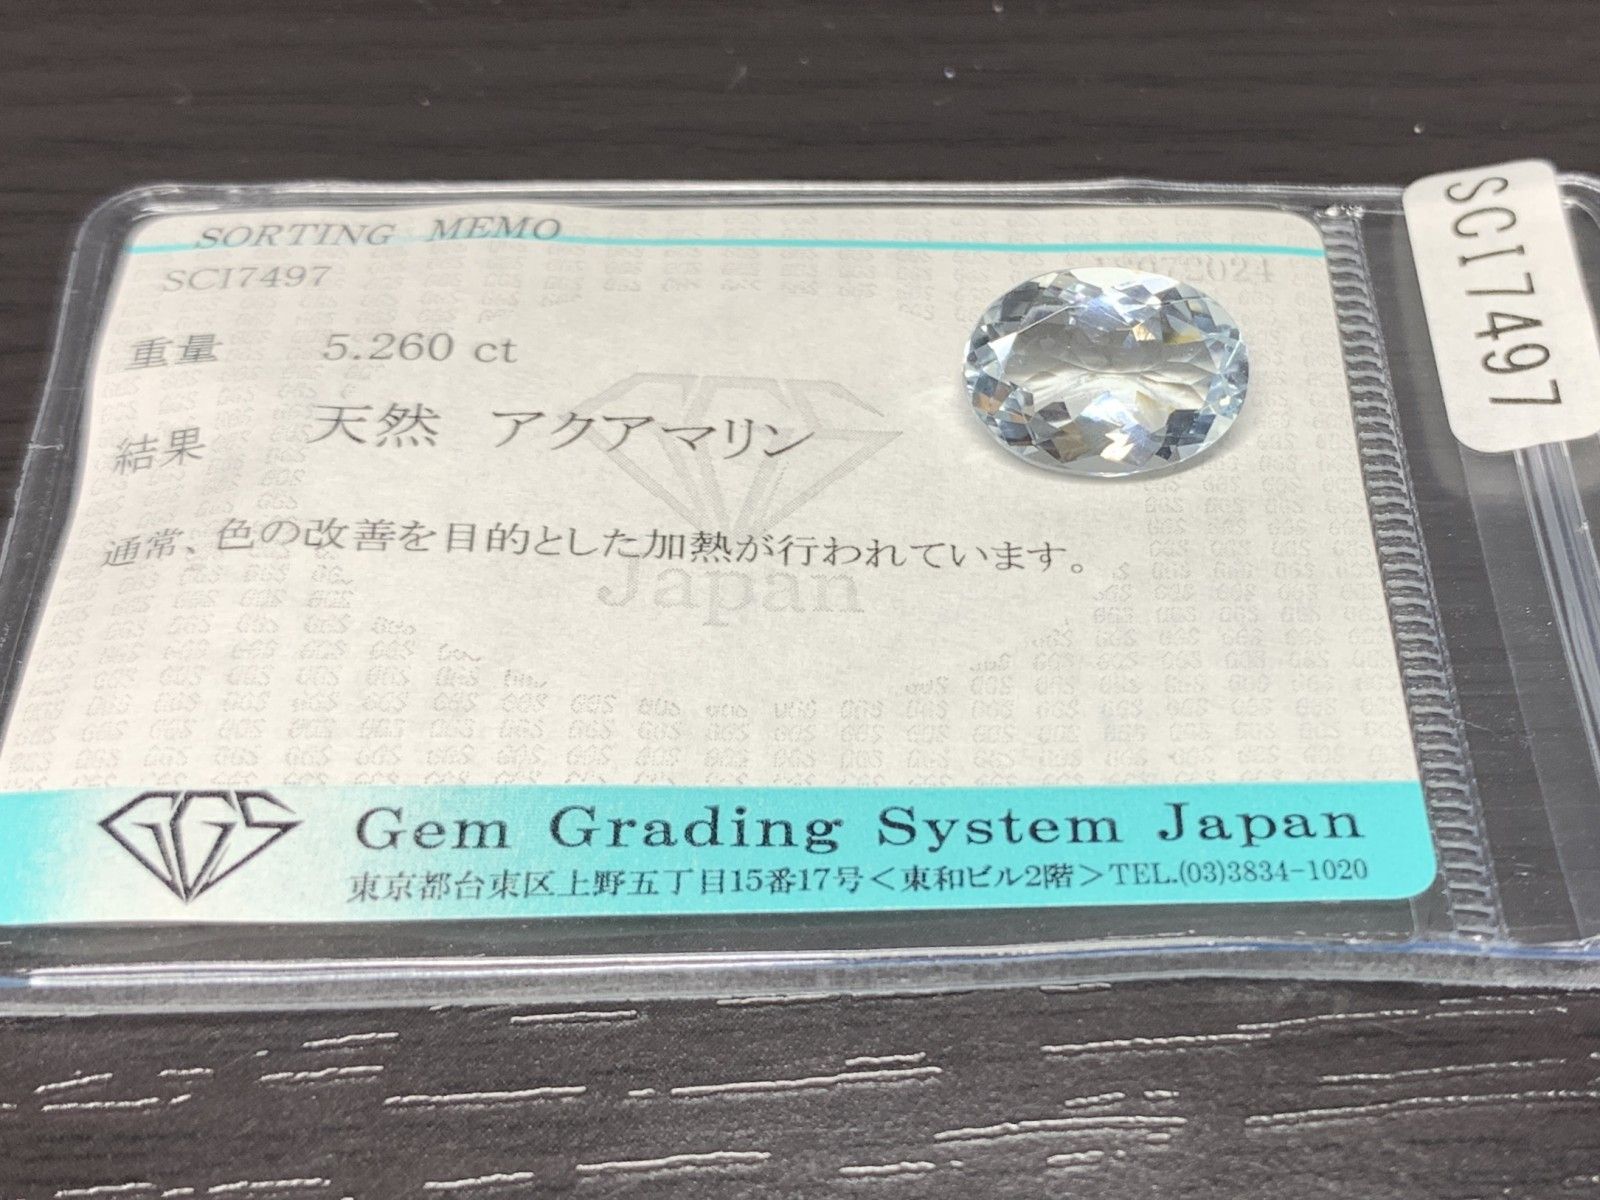 SORTING MEMO
SCI7497
重量 5.260 ct
結果 天然 アクアマリン
通常、色の改善を目的とした加熱が行われています。
Japan
GGS
Gem Grading System Japan
東京都台東区上野五丁目15番17号＜東和ビル2階＞TEL.(03)3834-1020
SCI7497